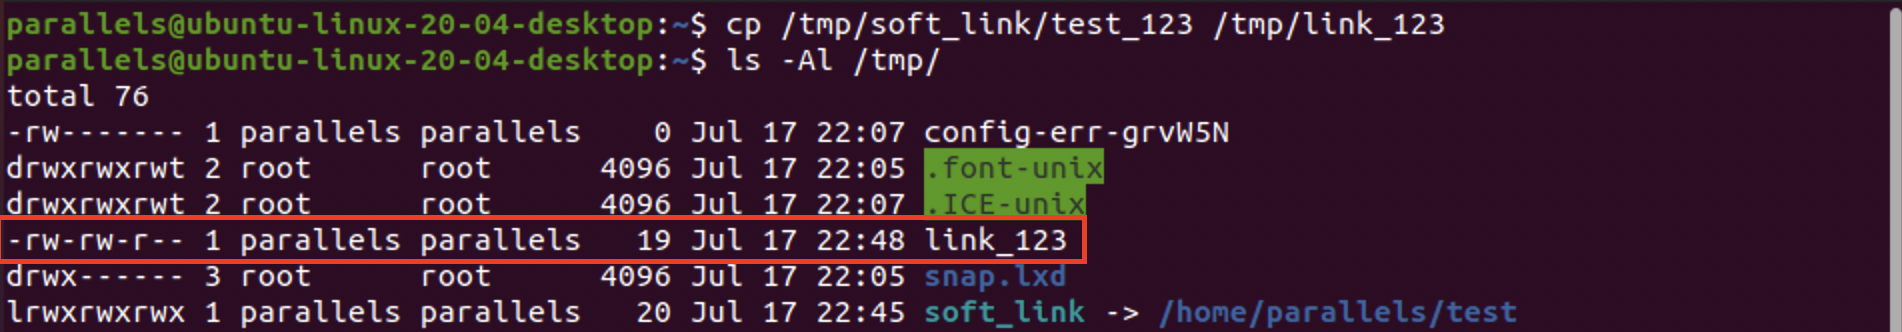 parallels@ubuntu-linux-20-04-desktop:~$ cp /tmp/soft_link/test_123 /tmp/link_123
parallels@ubuntu-linux-20-04-desktop:~$ ls -Al /tmp/
total 76
-rw------- 1 parallels parallels    0 Jul 17 22:07 config-err-grvW5N
drwxrwxrwt 2 root      root      4096 Jul 17 22:05 .font-unix
drwxrwxrwt 2 root      root      4096 Jul 17 22:07 .ICE-unix
-rw-rw-r-- 1 parallels parallels   19 Jul 17 22:48 link_123
drwx------ 3 root      root      4096 Jul 17 22:05 snap.lxd
lrwxrwxrwx 1 parallels parallels   20 Jul 17 22:45 soft_link -> /home/parallels/test